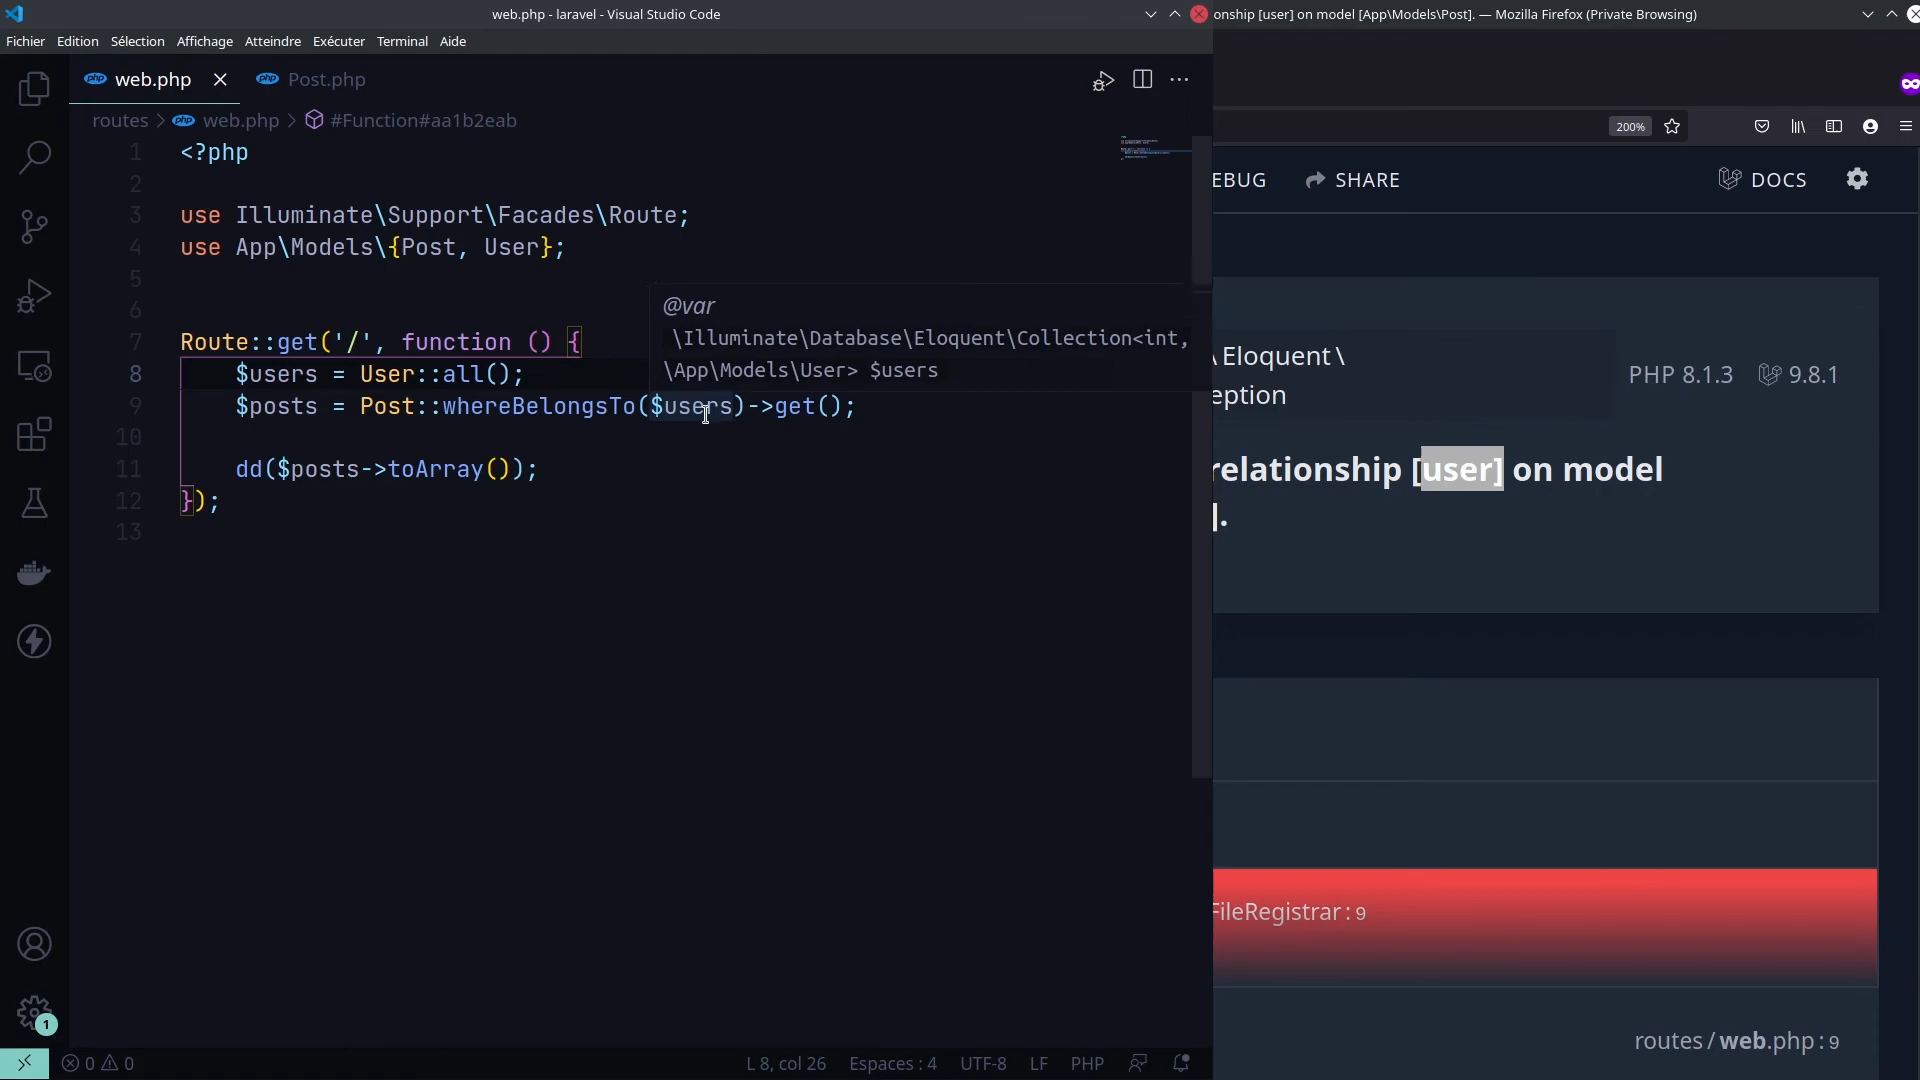 web.php - laravel - Visual Studio Code
Fichier Edition Sélection Affichage Atteindre Exécuter Terminal Aide
web.php Post.php
routes > web.php > #Function#aa1b2eab
1 <?php
2
3 use Illuminate\Support\Facades\Route;
4 use App\Models\{Post, User};
5
6
7 Route::get('/', function () {
8 $users = User::all();
9 $posts = Post::whereBelongsTo($users)->get();
10
11 dd($posts->toArray());
12 });
13
@var
\Illuminate\Database\Eloquent\Collection<int,
\App\Models\User> $users
1
0 0
L 8, col 26 Espaces : 4 UTF-8 LF PHP
onship [user] on model [App\Models\Post]. — Mozilla Firefox (Private Browsing)
200%
EBUG SHARE DOCS
\ Eloquent \
eption
PHP 8.1.3 9.8.1
relationship [user] on model
].
FileRegistrar : 9
routes / web.php : 9